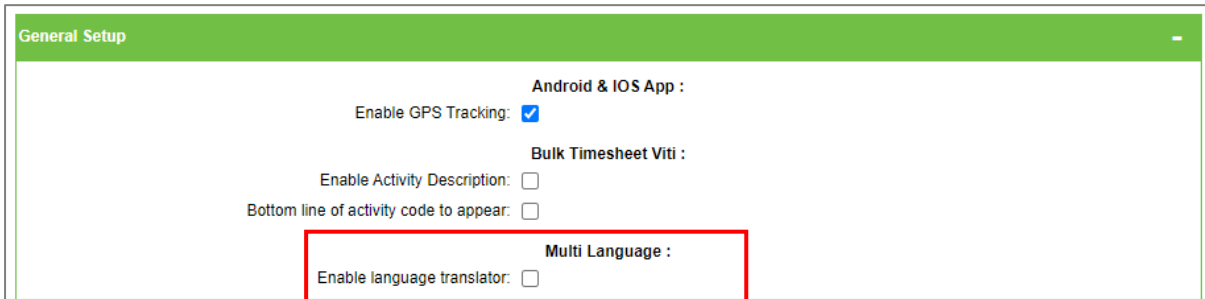 General Setup
Android & IOS App :
Enable GPS Tracking:
Bulk Timesheet Viti :
Enable Activity Description:
Bottom line of activity code to appear:
Multi Language :
Enable language translator: